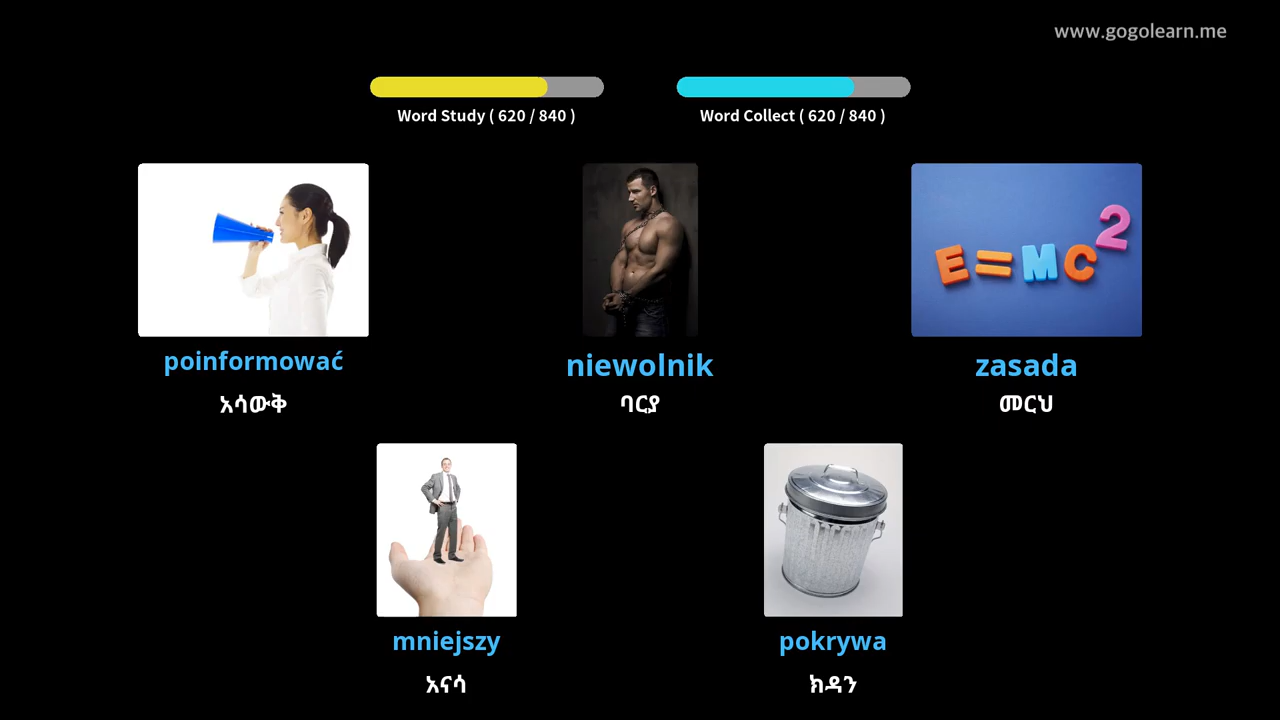 www.gogolearn.me
Word Study ( 620 / 840 )
Word Collect ( 620 / 840 )
E=MC2
poinformować
niewolnik
zasada
አሳውቅ
ባርያ
መርህ
mniejszy
pokrywa
አናሳ
ክዳን